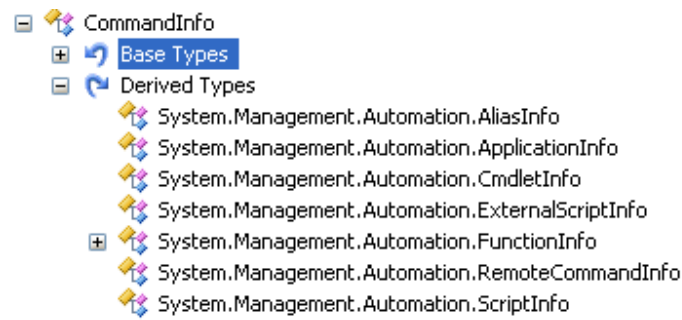 CommandInfo
Base Types
Derived Types
System.Management.Automation.AliasInfo
System.Management.Automation.ApplicationInfo
System.Management.Automation.CmdletInfo
System.Management.Automation.ExternalScriptInfo
System.Management.Automation.FunctionInfo
System.Management.Automation.RemoteCommandInfo
System.Management.Automation.ScriptInfo